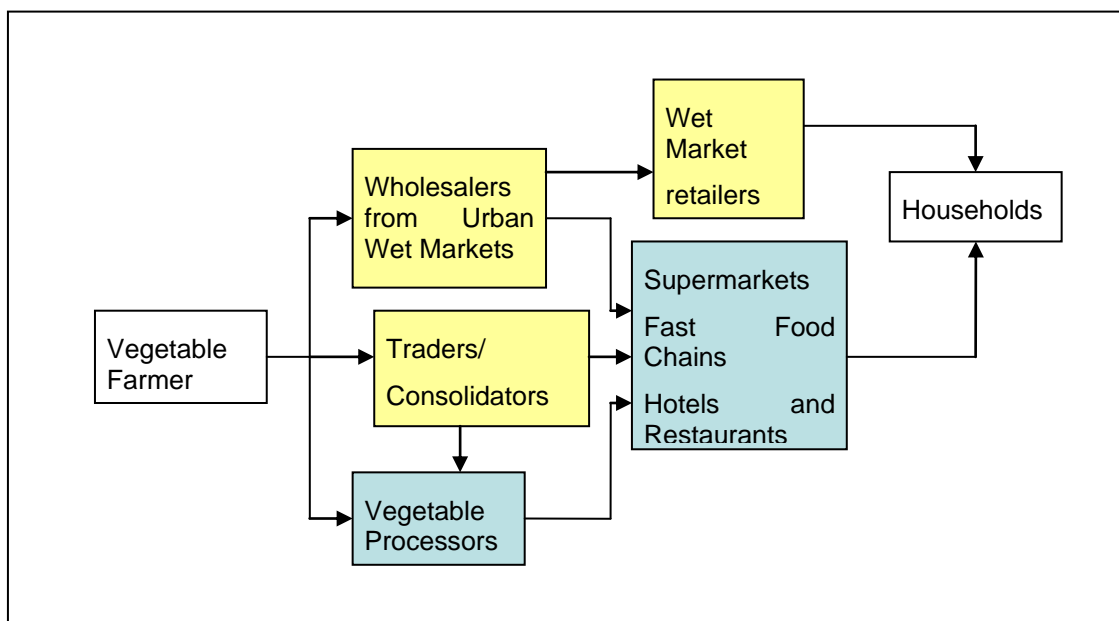 Wet
Market
retailers
Wholesalers
from Urban
Wet Markets
Households
Supermarkets
Fast Food
Chains
Hotels and
Restaurants
Vegetable
Farmer
Traders/
Consolidators
Vegetable
Processors